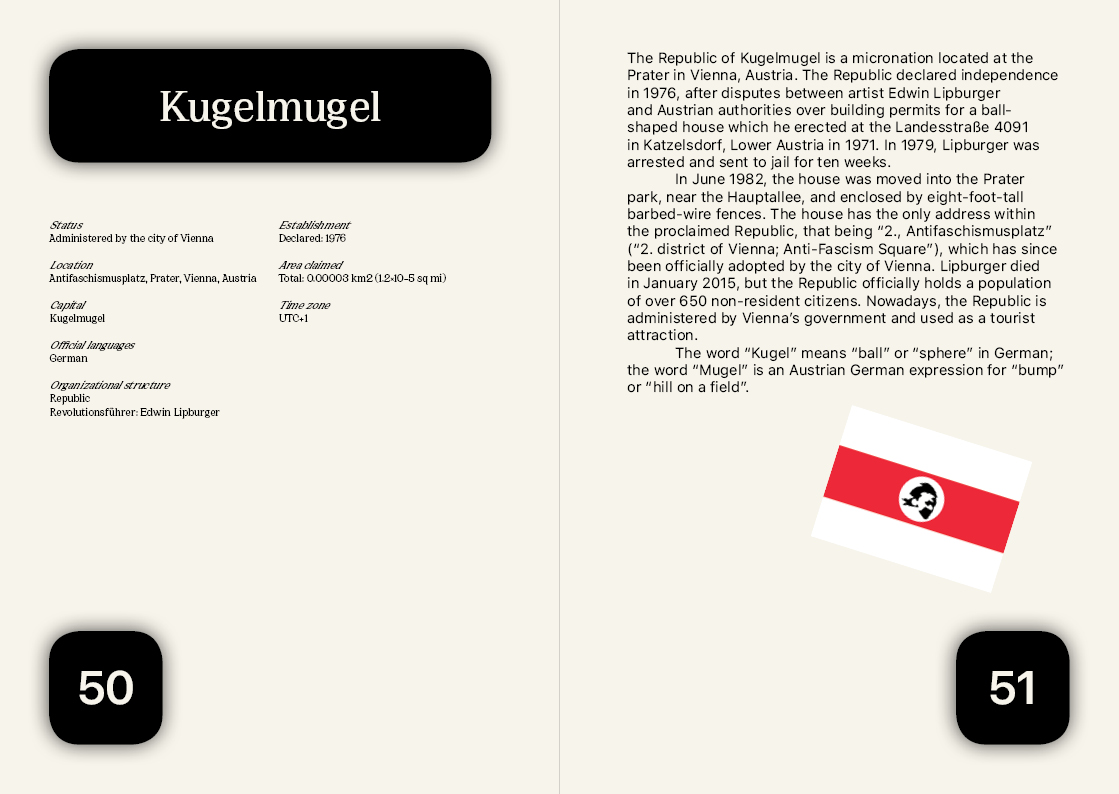 Kugelmugel
Status
Administered by the city of Vienna
Location
Antifaschismusplatz, Prater, Vienna, Austria
Capital
Kugelmugel
Official languages
German
Organizational structure
Republic
Revolutionsführer: Edwin Lipburger
Establishment
Declared: 1976
Area claimed
Total: 0.00003 km2 (1.2×10−5 sq mi)
Time zone
UTC+1
50
The Republic of Kugelmugel is a micronation located at the
Prater in Vienna, Austria. The Republic declared independence
in 1976, after disputes between artist Edwin Lipburger
and Austrian authorities over building permits for a ball-
shaped house which he erected at the Landesstraße 4091
in Katzelsdorf, Lower Austria in 1971. In 1979, Lipburger was
arrested and sent to jail for ten weeks.
In June 1982, the house was moved into the Prater
park, near the Hauptallee, and enclosed by eight-foot-tall
barbed-wire fences. The house has the only address within
the proclaimed Republic, that being “2., Antifaschismusplatz”
(“2. district of Vienna; Anti-Fascism Square”), which has since
been officially adopted by the city of Vienna. Lipburger died
in January 2015, but the Republic officially holds a population
of over 650 non-resident citizens. Nowadays, the Republic is
administered by Vienna’s government and used as a tourist
attraction.
The word “Kugel” means “ball” or “sphere” in German;
the word “Mugel” is an Austrian German expression for “bump”
or “hill on a field”.
51